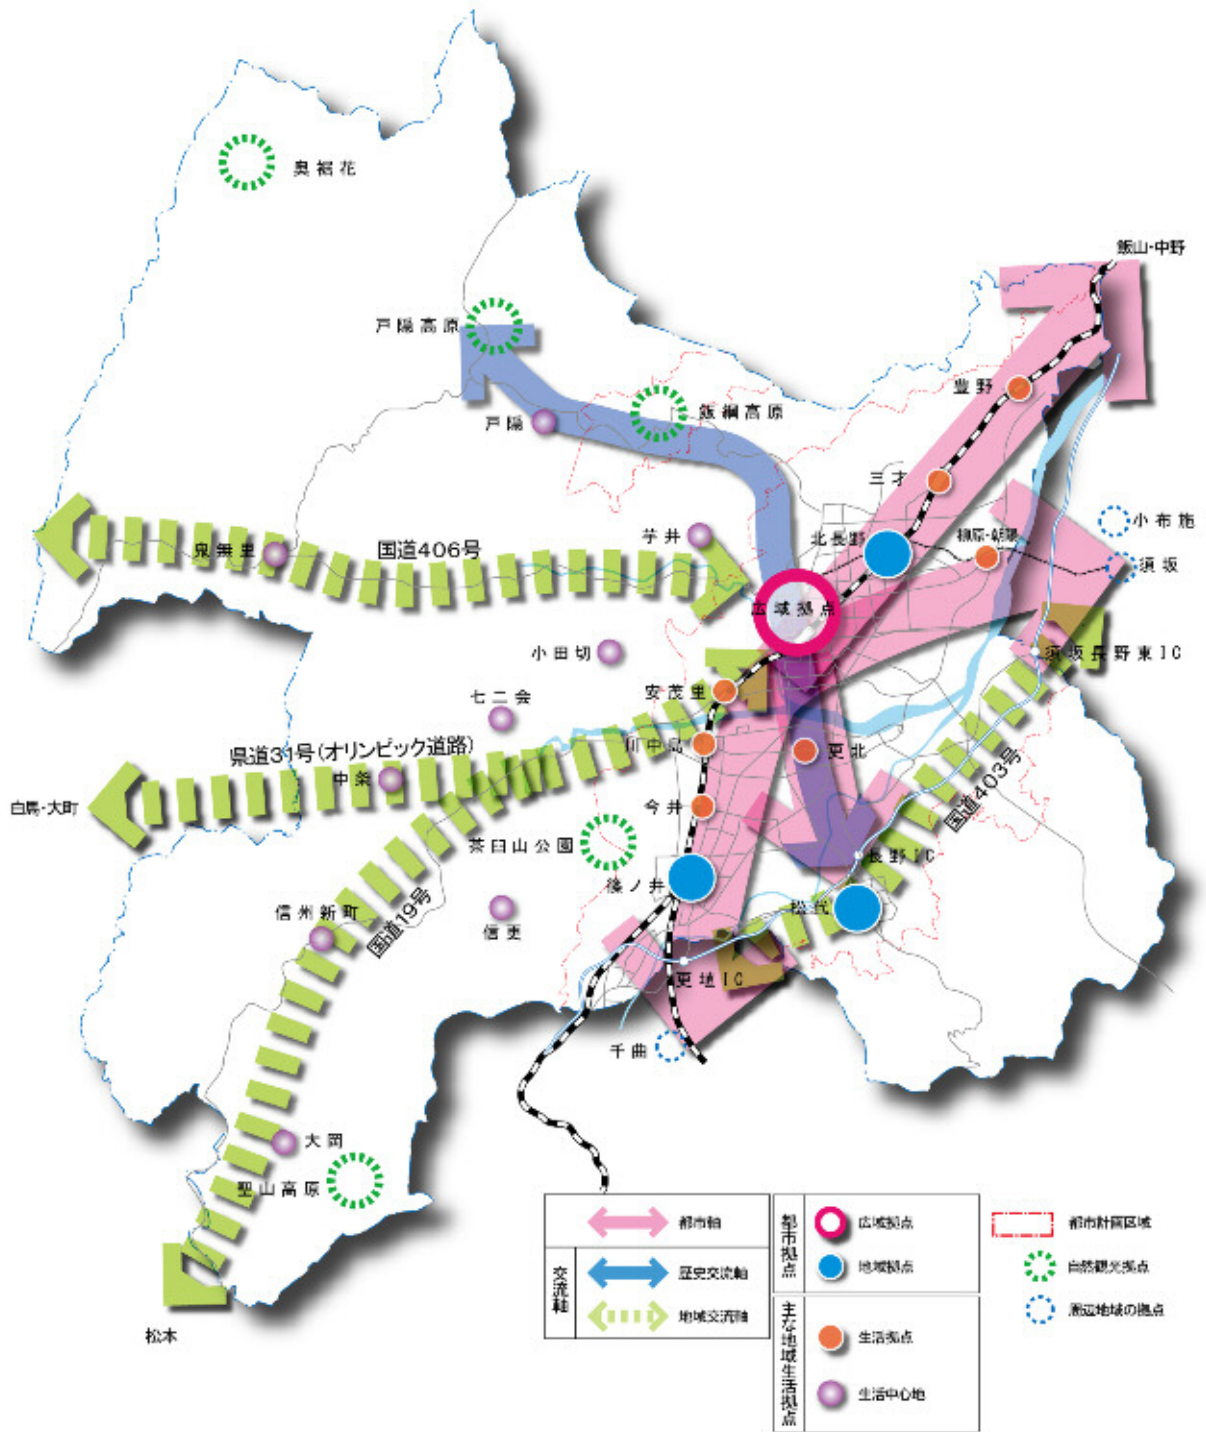 奥裾花
飯山・中野
戸隠高原
豊野
飯綱高原
戸隠
三才
小布施
芋井
北長野
柳原・朝陽
国道406号
鬼無里
須坂
広域拠点
小田切
須坂長野東IC
安茂里
七二会
川中島
更北
県道31号(オリンピック道路)
中条
白馬・大町
今井
国道403号
茶臼山公園
長野IC
篠ノ井
松代
信州新町
国道19号
信更
更埴IC
千曲
大岡
聖山高原
松本
都市軸
交流軸
歴史交流軸
地域交流軸
都市拠点
広域拠点
地域拠点
主な地域生活拠点
生活拠点
生活中心地
都市計画区域
自然観光拠点
周辺地域の拠点